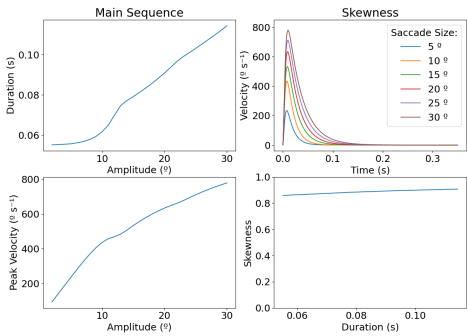 Main Sequence
Duration (s)
0.10
0.08
0.06
10
20
30
Amplitude (º)
Skewness
Velocity (º s⁻¹)
800
600
400
200
0
Saccade Size:
5 º
10 º
15 º
20 º
25 º
30 º
0.0
0.1
0.2
0.3
Time (s)
Peak Velocity (º s⁻¹)
800
600
400
200
10
20
30
Amplitude (º)
Skewness
1.0
0.8
0.6
0.4
0.2
0.0
0.06
0.08
0.10
Duration (s)